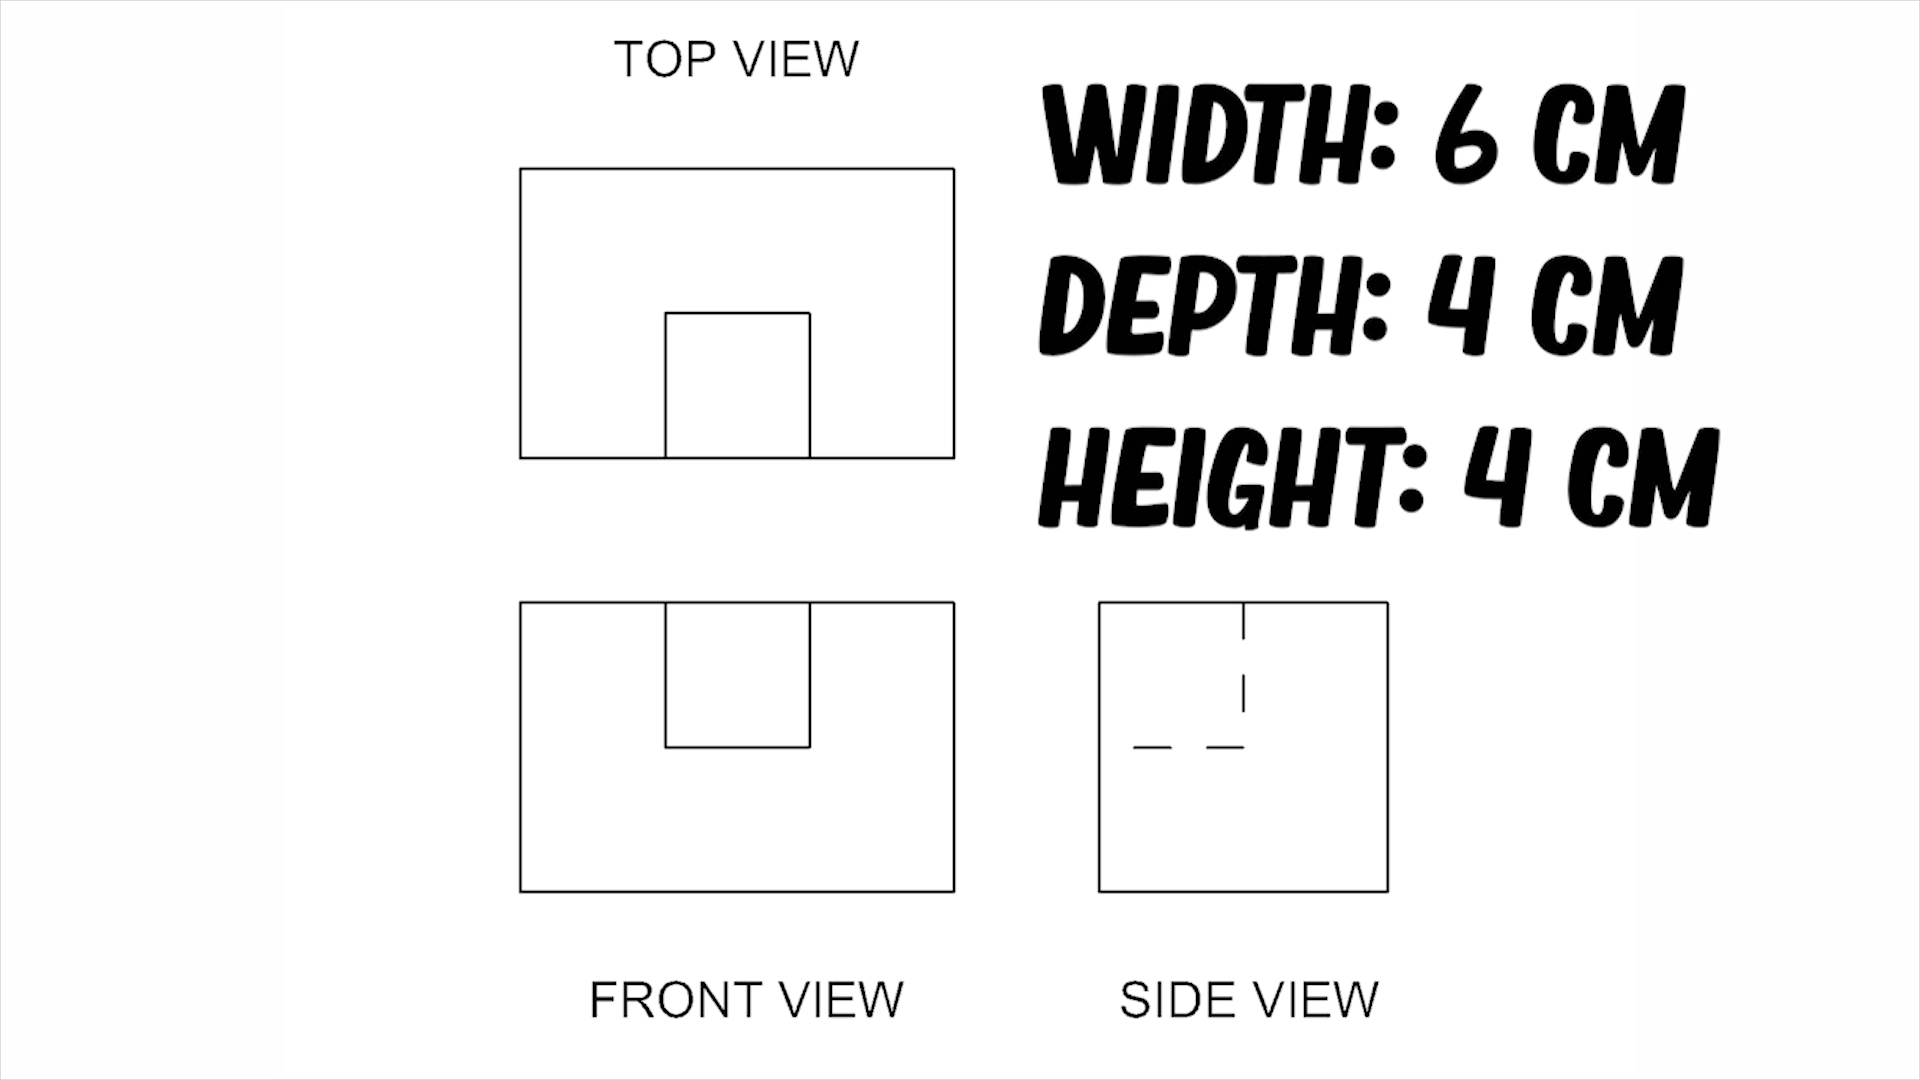 TOP VIEW
WIDTH: 6 CM
DEPTH: 4 CM
HEIGHT: 4 CM
FRONT VIEW
SIDE VIEW